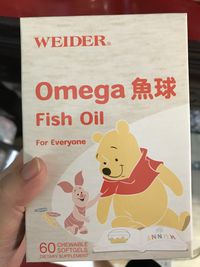 WEIDER®
Omega 魚球
Fish Oil
For Everyone
60 CHEWABLE
SOFTGELS
DIETARY SUPPLEMENT